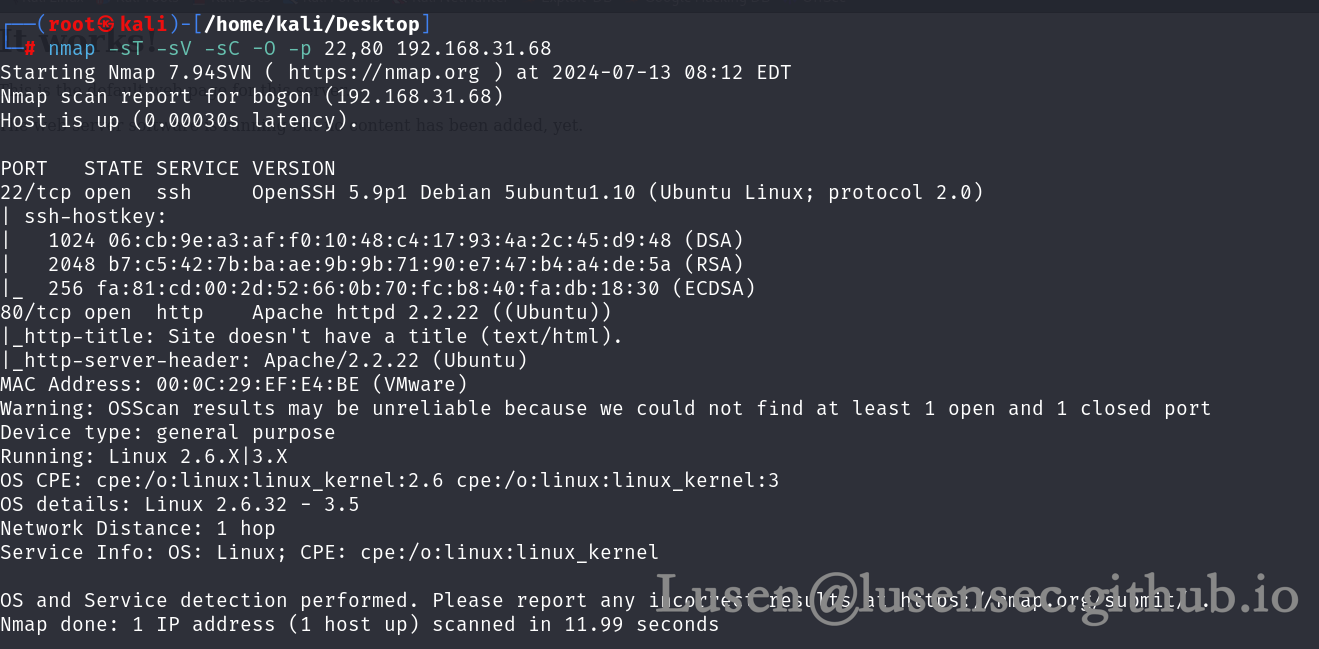 ┌──(root㉿kali)-[/home/kali/Desktop]
└─# nmap -sT -sV -sC -O -p 22,80 192.168.31.68
Starting Nmap 7.94SVN ( https://nmap.org ) at 2024-07-13 08:12 EDT
Nmap scan report for bogon (192.168.31.68)
Host is up (0.00030s latency).
PORT   STATE SERVICE VERSION
22/tcp open  ssh     OpenSSH 5.9p1 Debian 5ubuntu1.10 (Ubuntu Linux; protocol 2.0)
| ssh-hostkey:
|   1024 06:cb:9e:a3:af:f0:10:48:c4:17:93:4a:2c:45:d9:48 (DSA)
|   2048 b7:c5:42:7b:ba:ae:9b:9b:71:90:e7:47:b4:a4:de:5a (RSA)
|_  256 fa:81:cd:00:2d:52:66:0b:70:fc:b8:40:fa:db:18:30 (ECDSA)
80/tcp open  http    Apache httpd 2.2.22 ((Ubuntu))
|_http-title: Site doesn't have a title (text/html).
|_http-server-header: Apache/2.2.22 (Ubuntu)
MAC Address: 00:0C:29:EF:E4:BE (VMware)
Warning: OSScan results may be unreliable because we could not find at least 1 open and 1 closed port
Device type: general purpose
Running: Linux 2.6.X|3.X
OS CPE: cpe:/o:linux:linux_kernel:2.6 cpe:/o:linux:linux_kernel:3
OS details: Linux 2.6.32 - 3.5
Network Distance: 1 hop
Service Info: OS: Linux; CPE: cpe:/o:linux:linux_kernel
OS and Service detection performed. Please report any incorrect results at https://nmap.org/submit/ .
Nmap done: 1 IP address (1 host up) scanned in 11.99 seconds
Lusen@lusensec.github.io